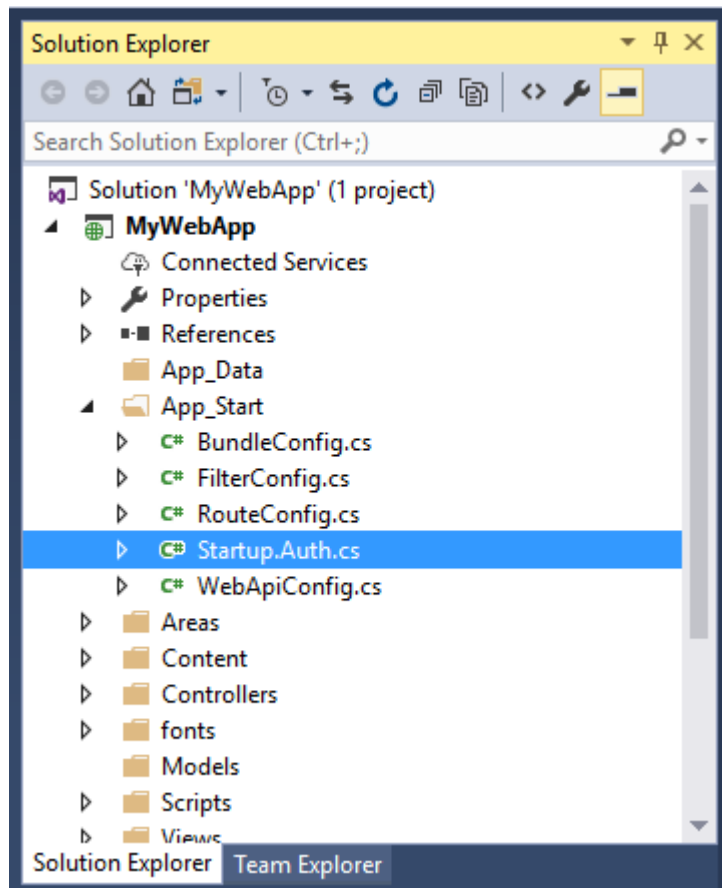 Solution Explorer
Search Solution Explorer (Ctrl+;)
Solution 'MyWebApp' (1 project)
MyWebApp
Connected Services
Properties
References
App_Data
App_Start
C# BundleConfig.cs
C# FilterConfig.cs
C# RouteConfig.cs
C# Startup.Auth.cs
C# WebApiConfig.cs
Areas
Content
Controllers
fonts
Models
Scripts
Views
Solution Explorer Team Explorer